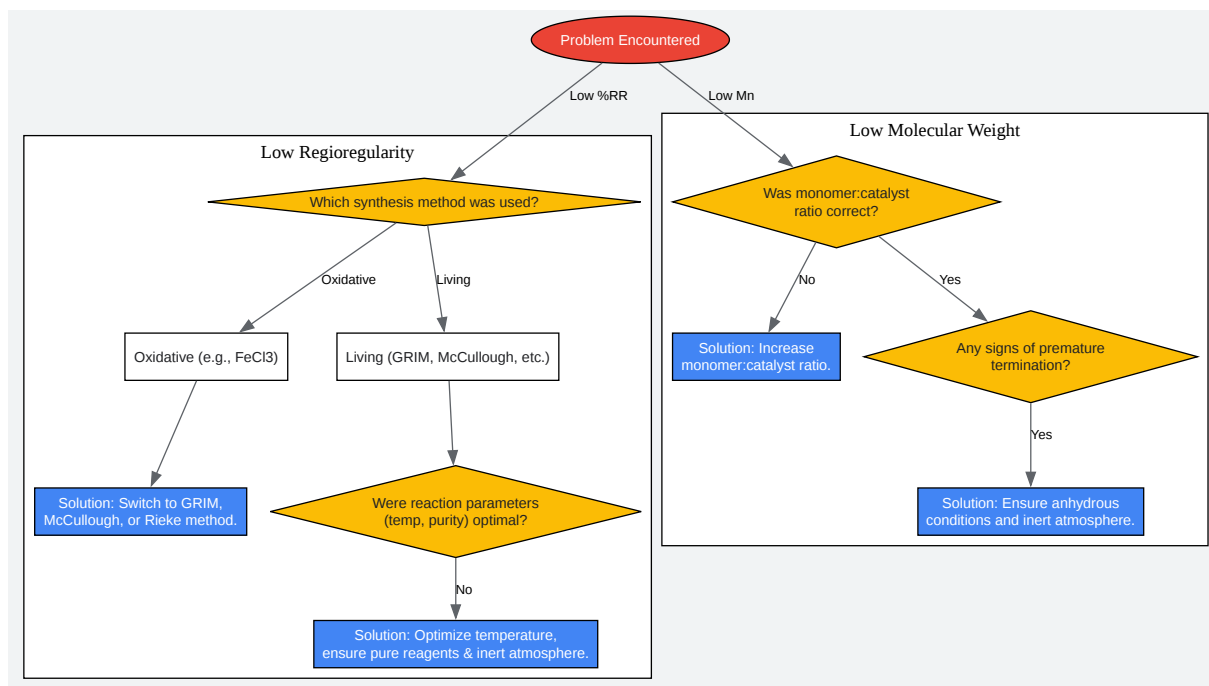 Problem Encountered
Low %RR
Low Mn
Low Regioregularity
Which synthesis method was used?
Oxidative
Living
Oxidative (e.g., FeCl3)
Living (GRIM, McCullough, etc.)
Solution: Switch to GRIM,
McCullough, or Rieke method.
Were reaction parameters
(temp, purity) optimal?
No
Solution: Optimize temperature,
ensure pure reagents & inert atmosphere.
Low Molecular Weight
Was monomer:catalyst
ratio correct?
No
Yes
Solution: Increase
monomer:catalyst ratio.
Any signs of premature
termination?
Yes
Solution: Ensure anhydrous
conditions and inert atmosphere.